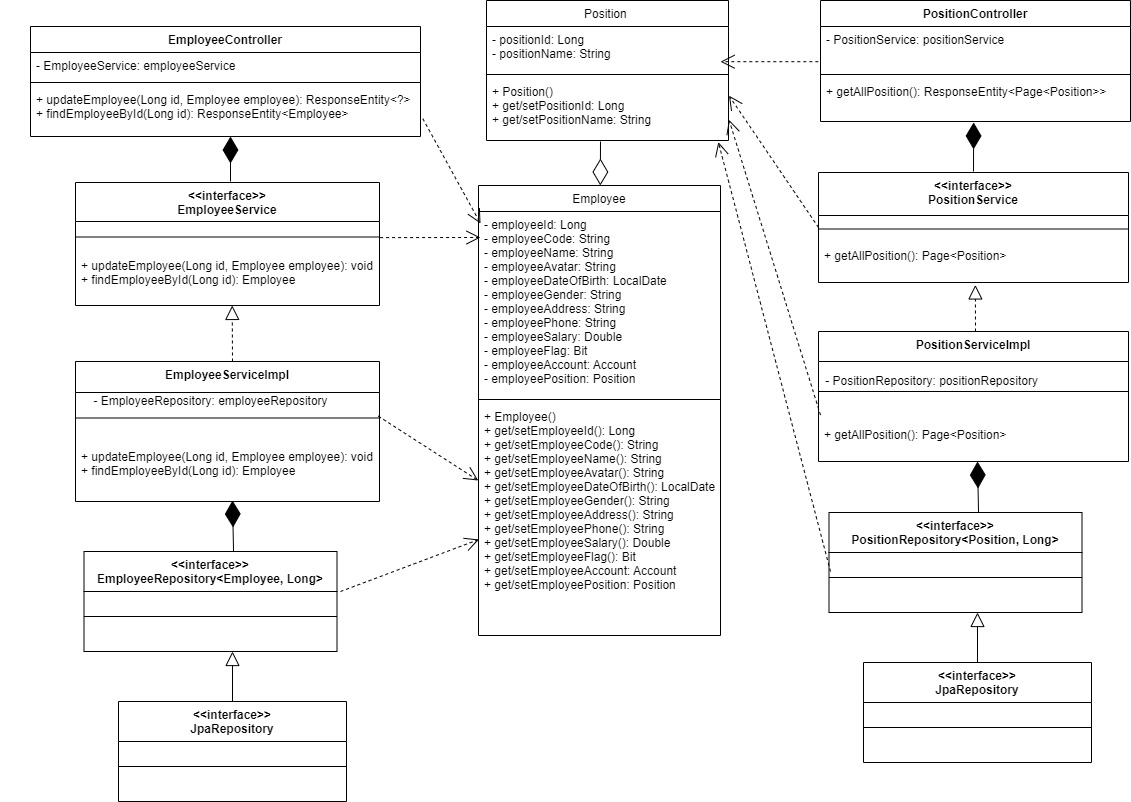 EmployeeController
- EmployeeService: employeeService
+ updateEmployee(Long id, Employee employee): ResponseEntity<?>
+ findEmployeeById(Long id): ResponseEntity<Employee>
<<interface>>
EmployeeService
+ updateEmployee(Long id, Employee employee): void
+ findEmployeeById(Long id): Employee
EmployeeServiceImpl
- EmployeeRepository: employeeRepository
+ updateEmployee(Long id, Employee employee): void
+ findEmployeeById(Long id): Employee
<<interface>>
EmployeeRepository<Employee, Long>
<<interface>>
JpaRepository
Position
- positionId: Long
- positionName: String
+ Position()
+ get/setPositionId: Long
+ get/setPositionName: String
Employee
- employeeId: Long
- employeeCode: String
- employeeName: String
- employeeAvatar: String
- employeeDateOfBirth: LocalDate
- employeeGender: String
- employeeAddress: String
- employeePhone: String
- employeeSalary: Double
- employeeFlag: Bit
- employeeAccount: Account
- employeePosition: Position
+ Employee()
+ get/setEmployeeId(): Long
+ get/setEmployeeCode(): String
+ get/setEmployeeName(): String
+ get/setEmployeeAvatar(): String
+ get/setEmployeeDateOfBirth(): LocalDate
+ get/setEmployeeGender(): String
+ get/setEmployeeAddress(): String
+ get/setEmployeePhone(): String
+ get/setEmployeeSalary(): Double
+ get/setEmployeeFlag(): Bit
+ get/setEmployeeAccount: Account
+ get/setEmployeePosition: Position
PositionController
- PositionService: positionService
+ getAllPosition(): ResponseEntity<Page<Position>>
<<interface>>
PositionService
+ getAllPosition(): Page<Position>
PositionServiceImpl
- PositionRepository: positionRepository
+ getAllPosition(): Page<Position>
<<interface>>
PositionRepository<Position, Long>
<<interface>>
JpaRepository